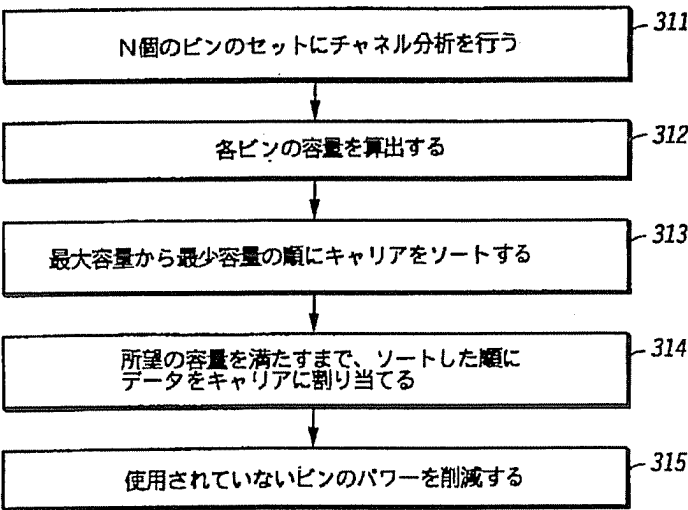 N個のビンのセットにチャネル分析を行う
311
各ビンの容量を算出する
312
最大容量から最少容量の順にキャリアをソートする
313
所望の容量を満たすまで、ソートした順に
データをキャリアに割り当てる
314
使用されていないビンのパワーを削減する
315